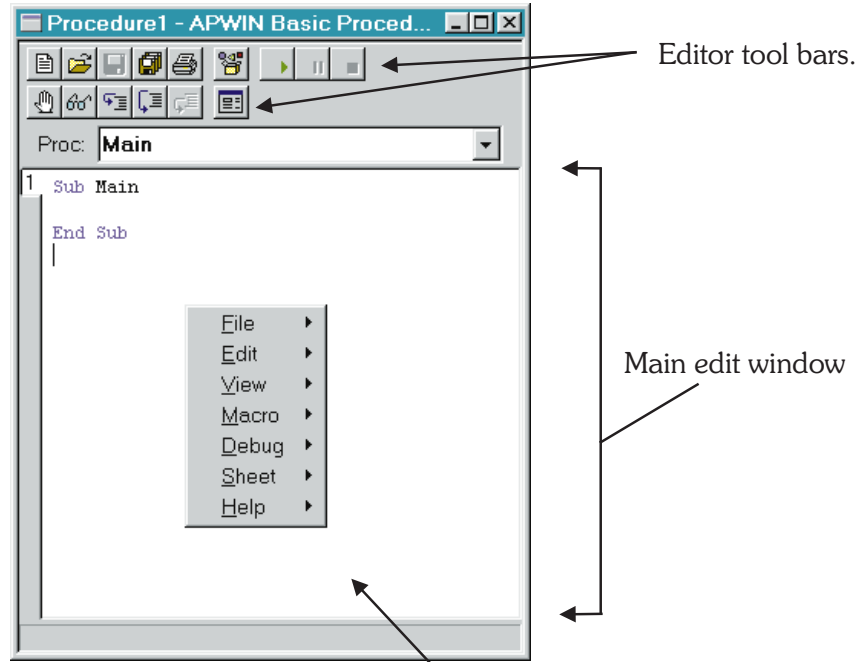 Procedure1 - APWIN Basic Proced...
Editor tool bars.
Proc: Main
1
Sub Main
End Sub
File
Edit
View
Macro
Debug
Sheet
Help
Main edit window